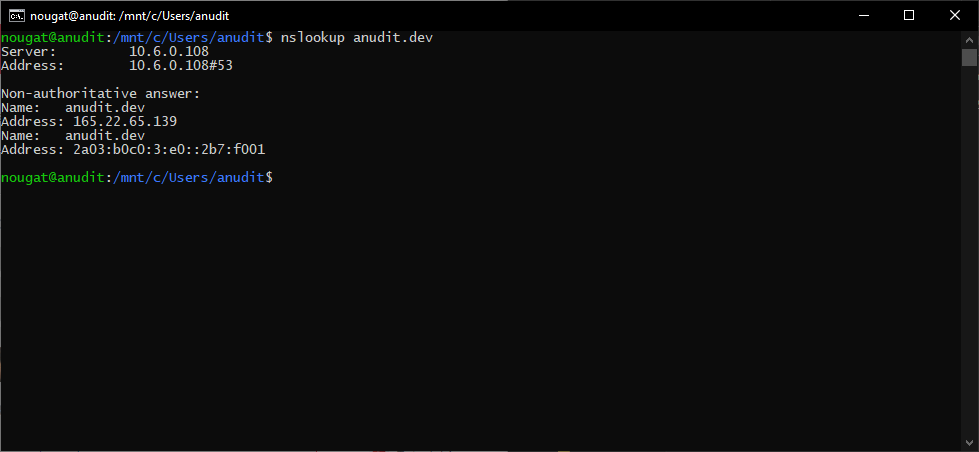 nougat@anudit: /mnt/c/Users/anudit
nougat@anudit:/mnt/c/Users/anudit$ nslookup anudit.dev
Server:         10.6.0.108
Address:        10.6.0.108#53

Non-authoritative answer:
Name:   anudit.dev
Address: 165.22.65.139
Name:   anudit.dev
Address: 2a03:b0c0:3:e0::2b7:f001

nougat@anudit:/mnt/c/Users/anudit$